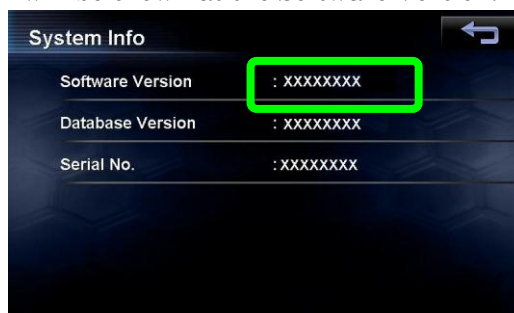 System Info
Software Version : XXXXXXXX
Database Version : XXXXXXXX
Serial No. :XXXXXXXX